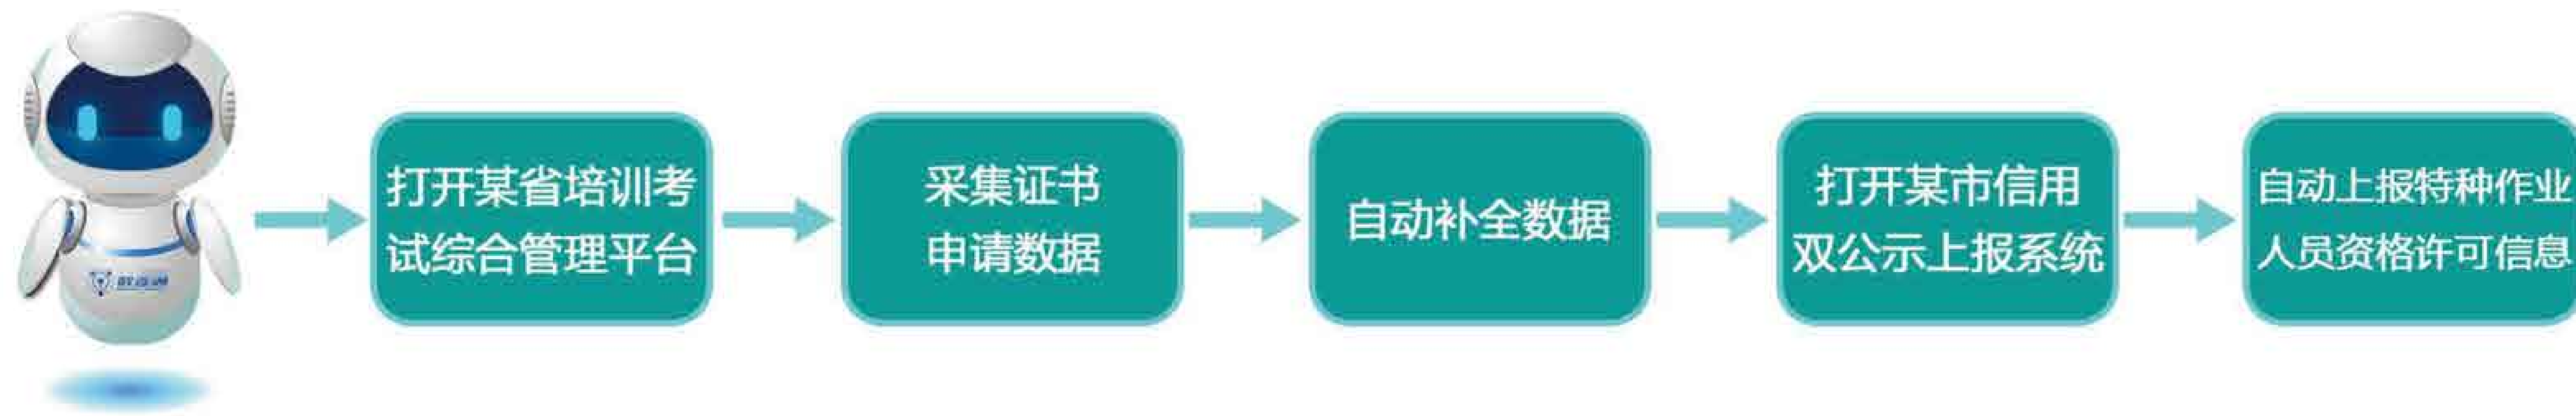 打开某省培训考
试综合管理平台
采集证书
申请数据
自动补全数据
打开某市信用
双公示上报系统
自动上报特种作业
人员资格许可信息